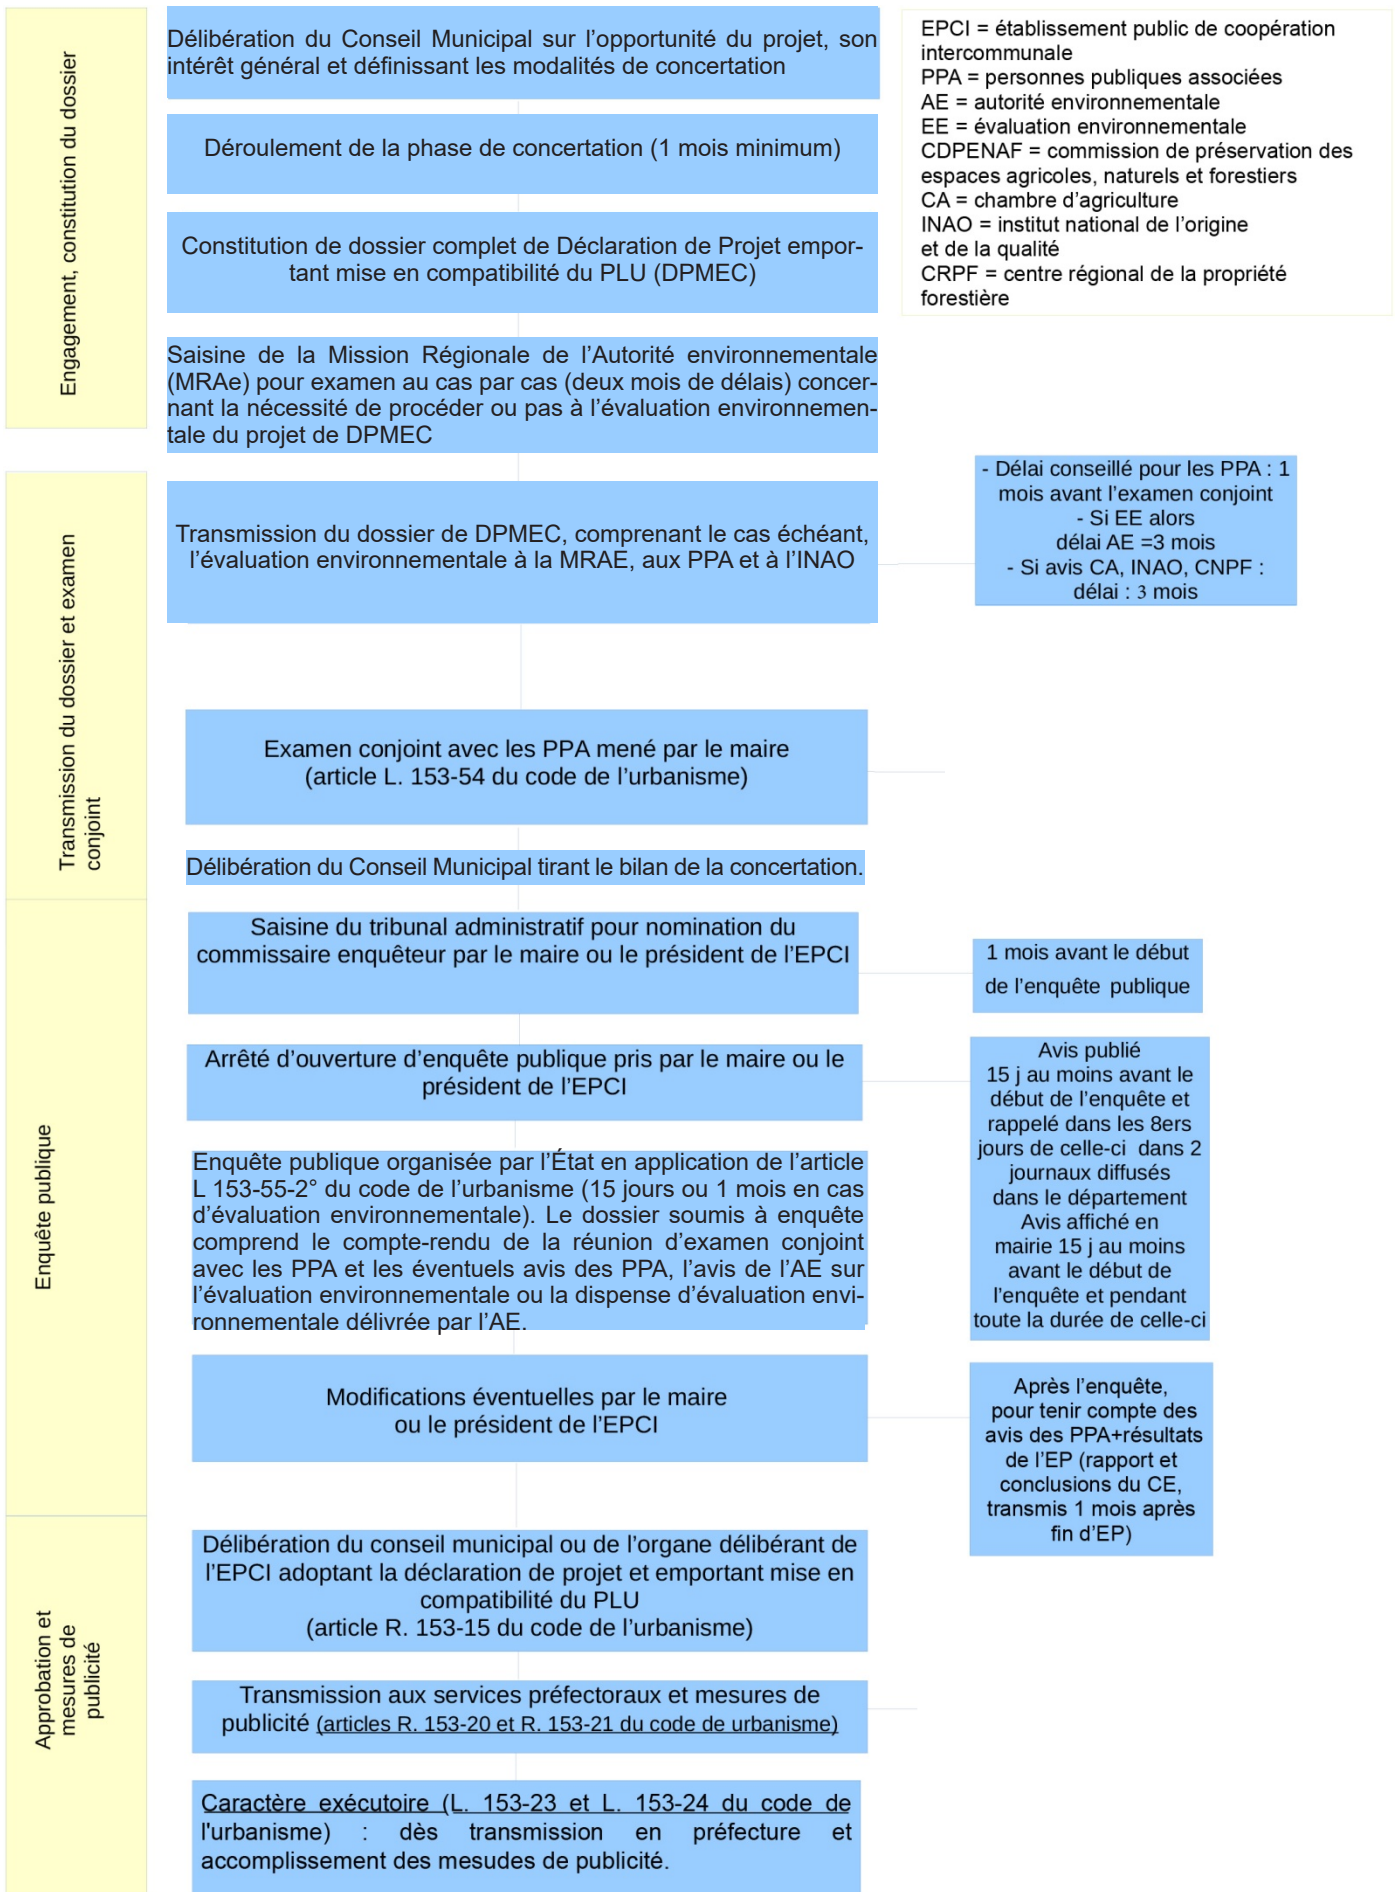 Engagement, constitution du dossier
Délibération du Conseil Municipal sur l’opportunité du projet, son
intérêt général et définissant les modalités de concertation
Déroulement de la phase de concertation (1 mois minimum)
Constitution de dossier complet de Déclaration de Projet empor-
tant mise en compatibilité du PLU (DPMEC)
Saisine de la Mission Régionale de l’Autorité environnementale
(MRAe) pour examen au cas par cas (deux mois de délais) concer-
nant la nécessité de procéder ou pas à l’évaluation environnemen-
tale du projet de DPMEC
EPCI = établissement public de coopération
intercommunale
PPA = personnes publiques associées
AE = autorité environnementale
EE = évaluation environnementale
CDPENAF = commission de préservation des
espaces agricoles, naturels et forestiers
CA = chambre d’agriculture
INAO = institut national de l’origine
et de la qualité
CRPF = centre régional de la propriété
forestière
Transmission du dossier et examen
conjoint
Transmission du dossier de DPMEC, comprenant le cas échéant,
l’évaluation environnementale à la MRAE, aux PPA et à l’INAO
- Délai conseillé pour les PPA : 1
mois avant l’examen conjoint
- Si EE alors
délai AE =3 mois
- Si avis CA, INAO, CNPF :
délai : 3 mois
Examen conjoint avec les PPA mené par le maire
(article L. 153-54 du code de l’urbanisme)
Délibération du Conseil Municipal tirant le bilan de la concertation.
Enquête publique
Saisine du tribunal administratif pour nomination du
commissaire enquêteur par le maire ou le président de l’EPCI
1 mois avant le début
de l’enquête publique
Arrêté d’ouverture d’enquête publique pris par le maire ou le
président de l’EPCI
Avis publié
15 j au moins avant le
début de l’enquête et
rappelé dans les 8ers
jours de celle-ci dans 2
journaux diffusés
dans le département
Avis affiché en
mairie 15 j au moins
avant le début de
l’enquête et pendant
toute la durée de celle-ci
Enquête publique organisée par l’État en application de l’article
L 153-55-2° du code de l’urbanisme (15 jours ou 1 mois en cas
d’évaluation environnementale). Le dossier soumis à enquête
comprend le compte-rendu de la réunion d’examen conjoint
avec les PPA et les éventuels avis des PPA, l’avis de l’AE sur
l’évaluation environnementale ou la dispense d’évaluation envi-
ronnementale délivrée par l’AE.
Modifications éventuelles par le maire
ou le président de l’EPCI
Après l’enquête,
pour tenir compte des
avis des PPA+résultats
de l’EP (rapport et
conclusions du CE,
transmis 1 mois après
fin d’EP)
Approbation et
mesures de
publicité
Délibération du conseil municipal ou de l’organe délibérant de
l’EPCI adoptant la déclaration de projet et emportant mise en
compatibilité du PLU
(article R. 153-15 du code de l’urbanisme)
Transmission aux services préfectoraux et mesures de
publicité (articles R. 153-20 et R. 153-21 du code de urbanisme)
Caractère exécutoire (L. 153-23 et L. 153-24 du code de
l'urbanisme) : dès transmission en préfecture et
accomplissement des mesudes de publicité.